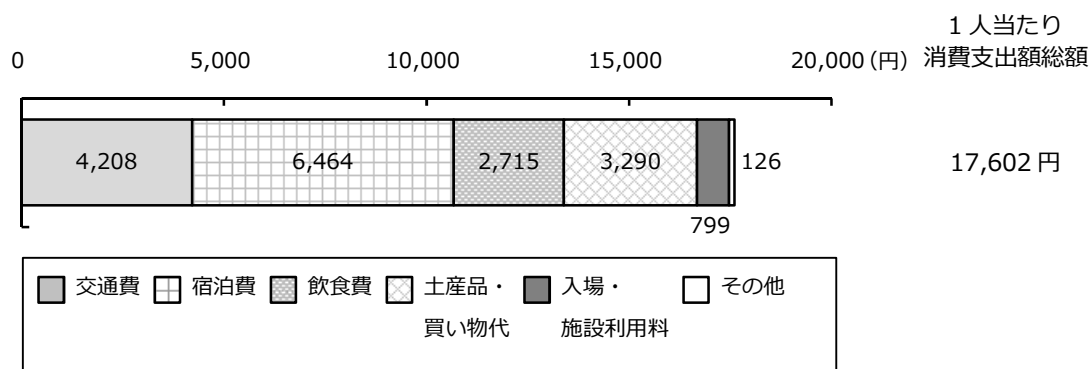 1 人当たり
消費支出額総額
0 5,000 10,000 15,000 20,000 (円)
4,208 6,464 2,715 3,290 126 17,602 円
799
交通費 宿泊費 飲食費 土産品・ 入場・ その他
買い物代 施設利用料